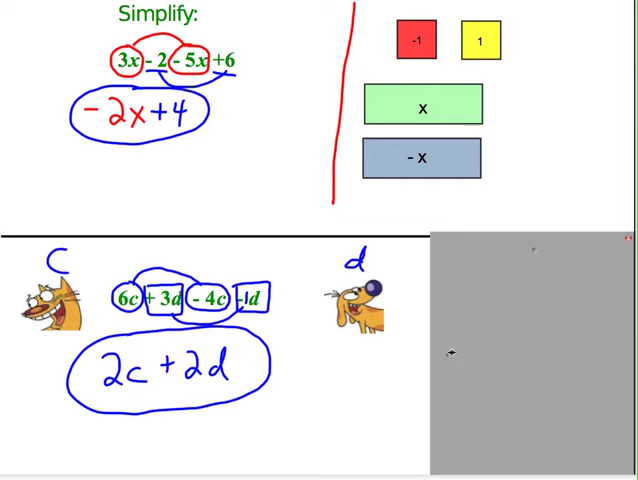 Simplify:
3x - 2 - 5x +6
- 2x + 4
-1
1
x
- x
C
d
6c + 3d - 4c -1d
2c + 2d